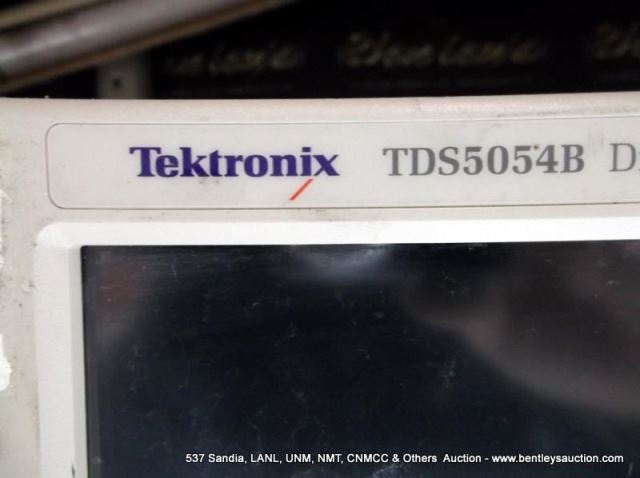 Tektronix TDS5054B D
537 Sandia, LANL, UNM, NMT, CNMCC & Others Auction - www.bentleysauction.com